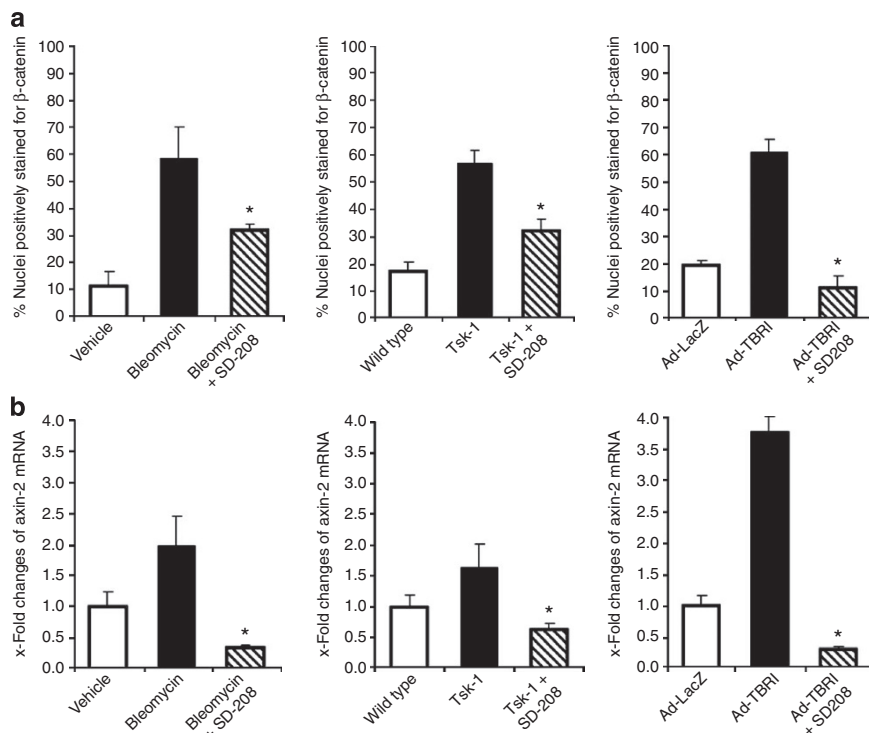 a
% Nuclei positively stained for β-catenin
100
90
80
70
60
50
40
30
20
10
0
Vehicle
Bleomycin
Bleomycin
+ SD-208
*
% Nuclei positively stained for β-catenin
100
90
80
70
60
50
40
30
20
10
0
Wild type
Tsk-1
Tsk-1 +
SD-208
*
% Nuclei positively stained for β-catenin
100
90
80
70
60
50
40
30
20
10
0
Ad-LacZ
Ad-TBRI
Ad-TBRI
+ SD208
*
b
x-Fold changes of axin-2 mRNA
4.0
3.5
3.0
2.5
2.0
1.5
1.0
0.5
0.0
Vehicle
Bleomycin
Bleomycin
SD-208
*
x-Fold changes of axin-2 mRNA
4.0
3.5
3.0
2.5
2.0
1.5
1.0
0.5
0.0
Wild type
Tsk-1
Tsk-1 +
SD-208
*
x-Fold changes of axin-2 mRNA
4.0
3.5
3.0
2.5
2.0
1.5
1.0
0.5
0.0
Ad-LacZ
Ad-TBRI
Ad-TBRI
+ SD208
*